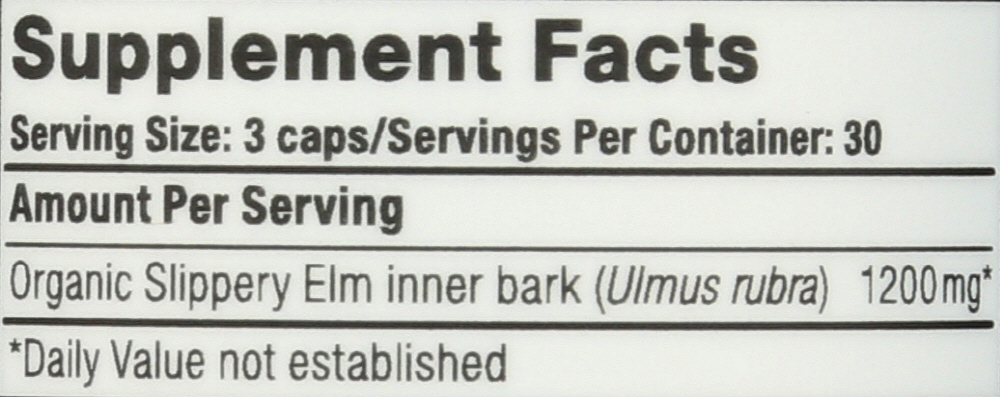 Supplement Facts
Serving Size: 3 caps/Servings Per Container: 30
Amount Per Serving
Organic Slippery Elm inner bark (Ulmus rubra) 1200mg*
*Daily Value not established